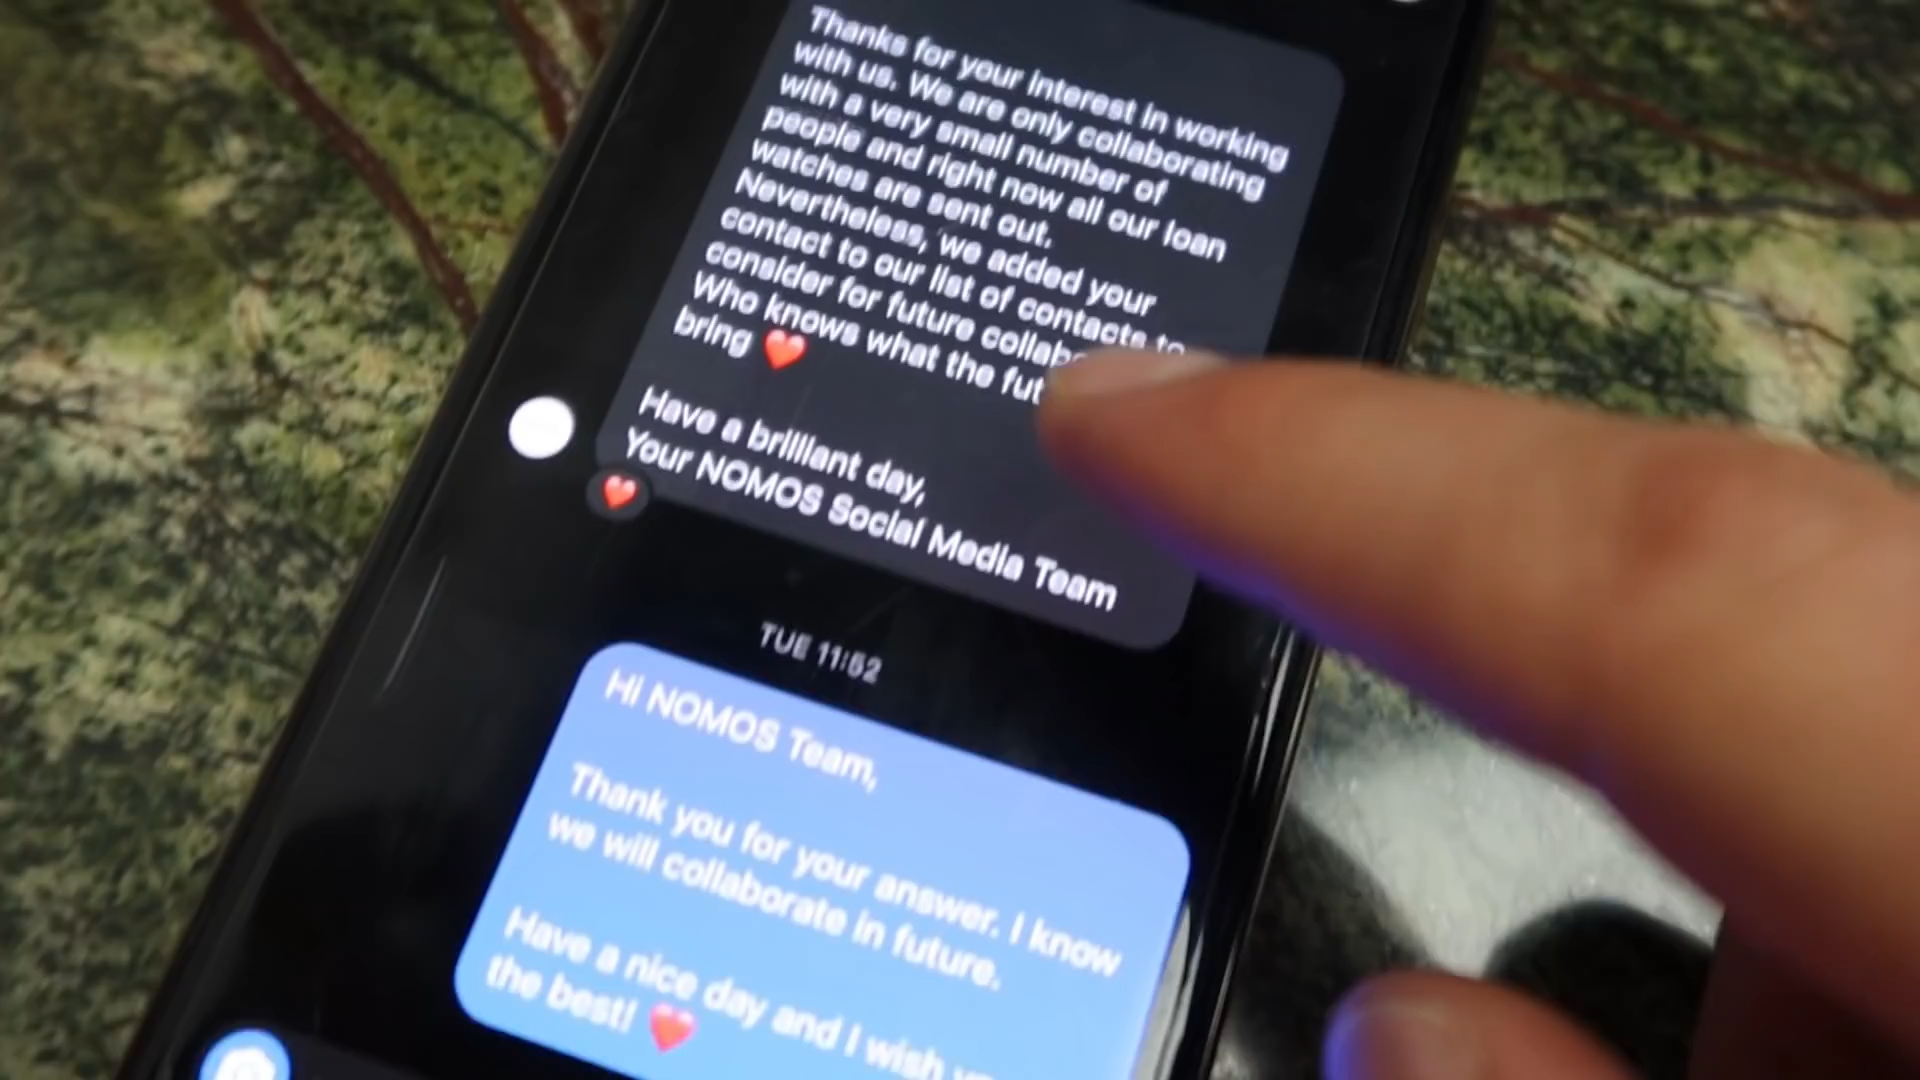 Thanks for your interest in working
with us. We are only collaborating
with a very small number of
people and right now all our loan
watches are sent out.
Nevertheless, we added your
contact to our list of contacts to
consider for future
Who knows what the
bring ❤️
Have a brilliant day,
Your NOMOS Social Media Team
❤️
TUE 11:52
Hi NOMOS Team,
Thank you for your answer. I know
we will collaborate in future.
Have a nice day and I wish
the best! ❤️